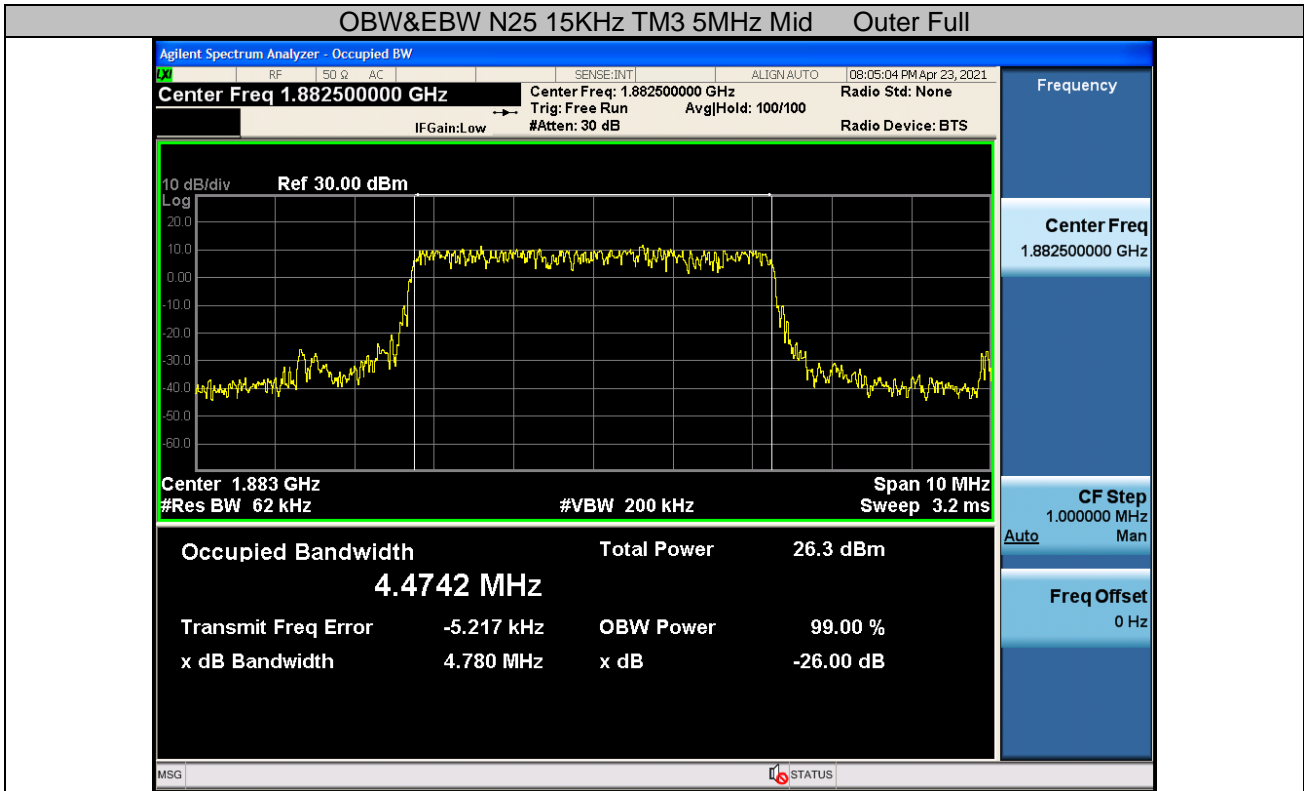 OBW&EBW N25 15KHz TM3 5MHz Mid Outer Full
Agilent Spectrum Analyzer - Occupied BW
LXI RF 50 Ω AC SENSE:INT ALIGN AUTO 08:05:04 PM Apr 23, 2021
Center Freq 1.882500000 GHz
Center Freq: 1.882500000 GHz
Radio Std: None
Trig: Free Run Avg|Hold: 100/100
IFGain:Low
#Atten: 30 dB
Radio Device: BTS
10 dB/div Ref 30.00 dBm
Log
20.0
10.0
0.00
-10.0
-20.0
-30.0
-40.0
-50.0
-60.0
Center 1.883 GHz
Span 10 MHz
#Res BW 62 kHz
#VBW 200 kHz
Sweep 3.2 ms
Occupied Bandwidth
4.4742 MHz
Total Power 26.3 dBm
Transmit Freq Error -5.217 kHz
OBW Power 99.00 %
x dB Bandwidth 4.780 MHz
x dB -26.00 dB
Frequency
Center Freq
1.882500000 GHz
CF Step
1.000000 MHz
Auto Man
Freq Offset
0 Hz
MSG
STATUS